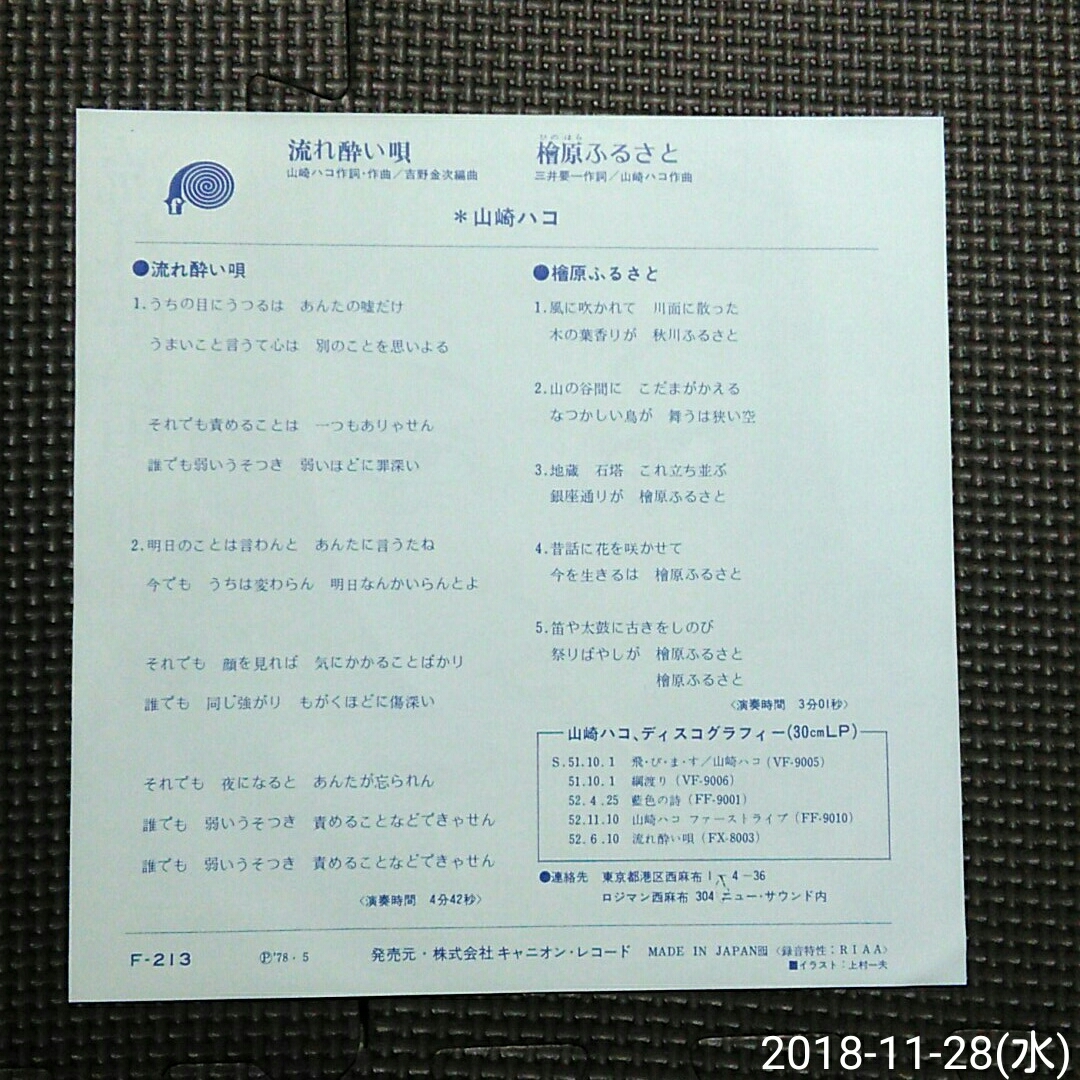 流れ酔い唄
山崎ハコ作詞・作曲／吉野金次編曲
ひのはら
檜原ふるさと
三井要一作詞／山崎ハコ作曲
＊山崎ハコ
●流れ酔い唄
1.うちの目にうつるは　あんたの嘘だけ
うまいこと言うて心は　別のことを思いよる
それでも責めることは　一つもありゃせん
誰でも弱いうそつき　弱いほどに罪深い
2.明日のことは言わんと　あんたに言うたね
今でも　うちは変わらん　明日なんかいらんとよ
それでも　顔を見れば　気にかかることばかり
誰でも　同じ強がり　もがくほどに傷深い
それでも　夜になると　あんたが忘られん
誰でも　弱いうそつき　責めることなどできゃせん
誰でも　弱いうそつき　責めることなどできゃせん
〈演奏時間　4分42秒〉
●檜原ふるさと
1.風に吹かれて　川面に散った
木の葉香りが　秋川ふるさと
2.山の谷間に　こだまがかえる
なつかしい鳥が　舞うは狭い空
3.地蔵　石塔　これ立ち並ぶ
銀座通りが　檜原ふるさと
4.昔話に花を咲かせて
今を生きるは　檜原ふるさと
5.笛や太鼓に古きをしのび
祭りばやしが　檜原ふるさと
檜原ふるさと
〈演奏時間　3分01秒〉
山崎ハコ、ディスコグラフィー(30cmLP)
S.51.10.1　飛・び・ま・す／山崎ハコ(VF-9005)
51.10.1　綱渡り(VF-9006)
52.4.25　藍色の詩(FF-9001)
52.11.10　山崎ハコ ファーストライブ(FF-9010)
52.6.10　流れ酔い唄(FX-8003)
●連絡先　東京都港区西麻布1-4-36
ロジマン西麻布 304 ニュー・サウンド内
F-213
Ⓟ'78・5
発売元・株式会社キャニオン・レコード　MADE IN JAPAN　〈録音特性：RIAA〉
■イラスト：上村一夫
2018-11-28(水)